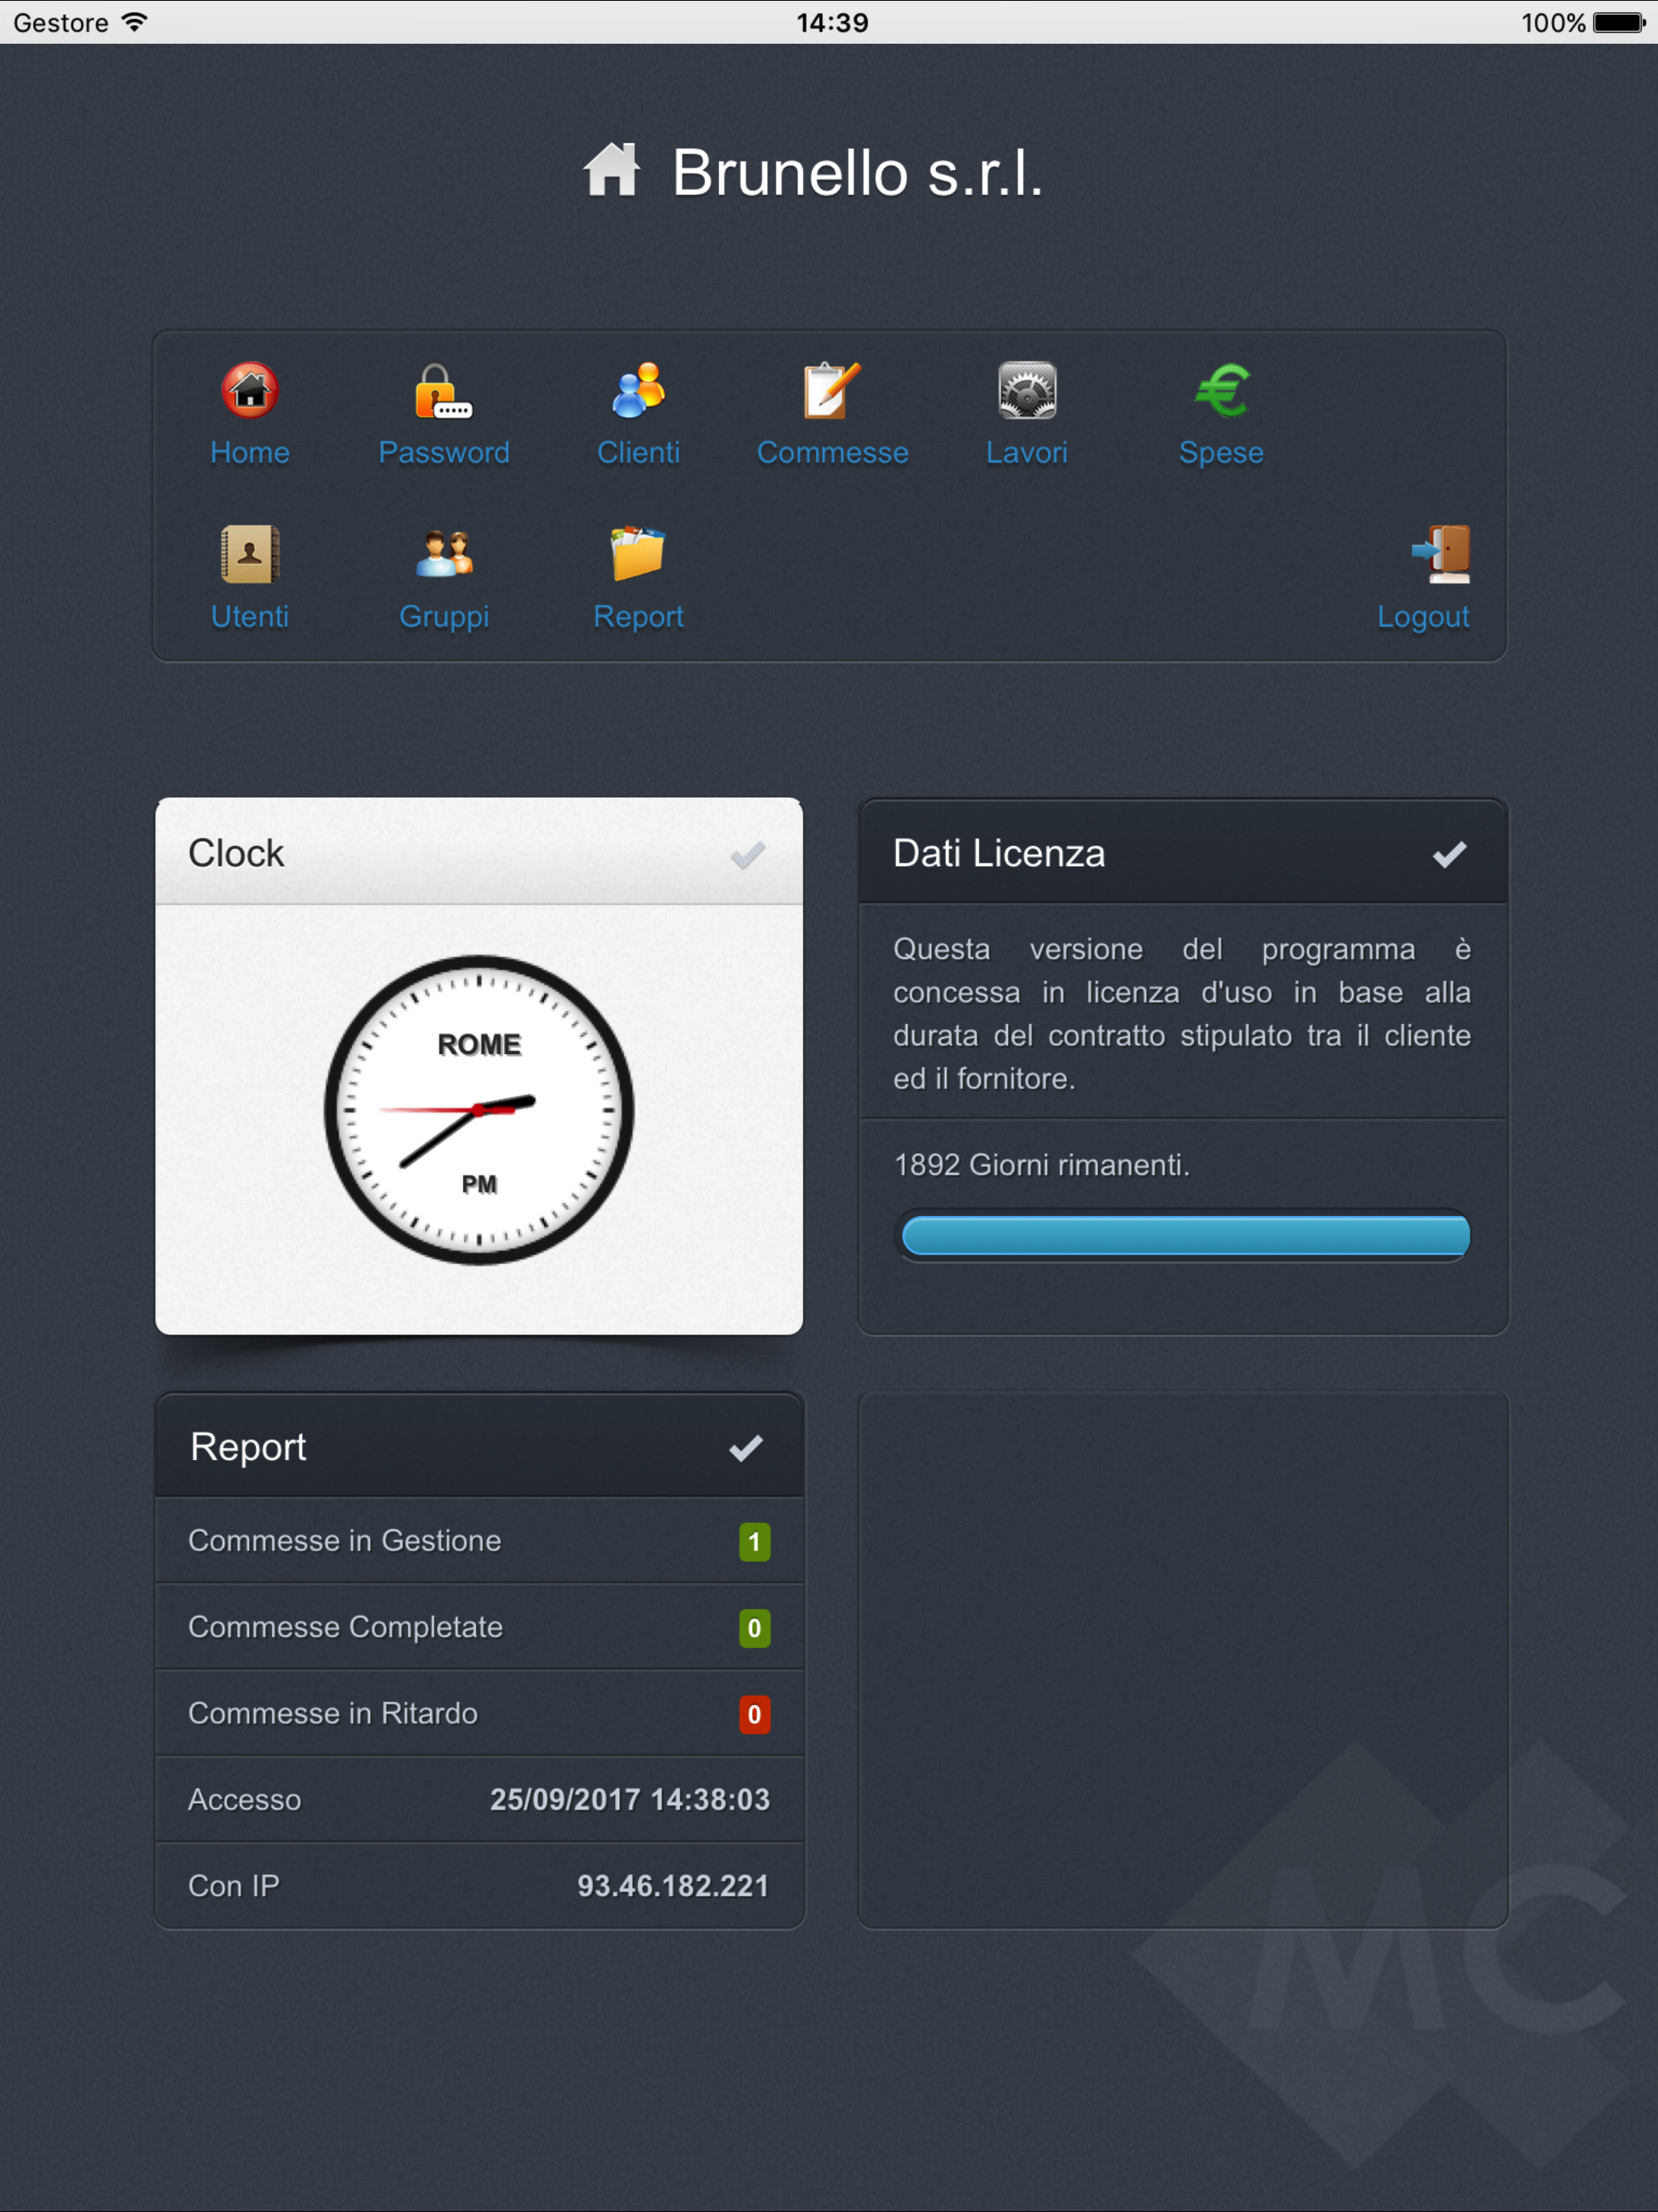 Gestore 14:39 100%
Brunello s.r.l.
Home Password Clienti Commesse Lavori Spese
Utenti Gruppi Report Logout
Clock
ROME
PM
Dati Licenza
Questa versione del programma è
concessa in licenza d'uso in base alla
durata del contratto stipulato tra il cliente
ed il fornitore.
1892 Giorni rimanenti.
Report
Commesse in Gestione 1
Commesse Completate 0
Commesse in Ritardo 0
Accesso 25/09/2017 14:38:03
Con IP 93.46.182.221
MC